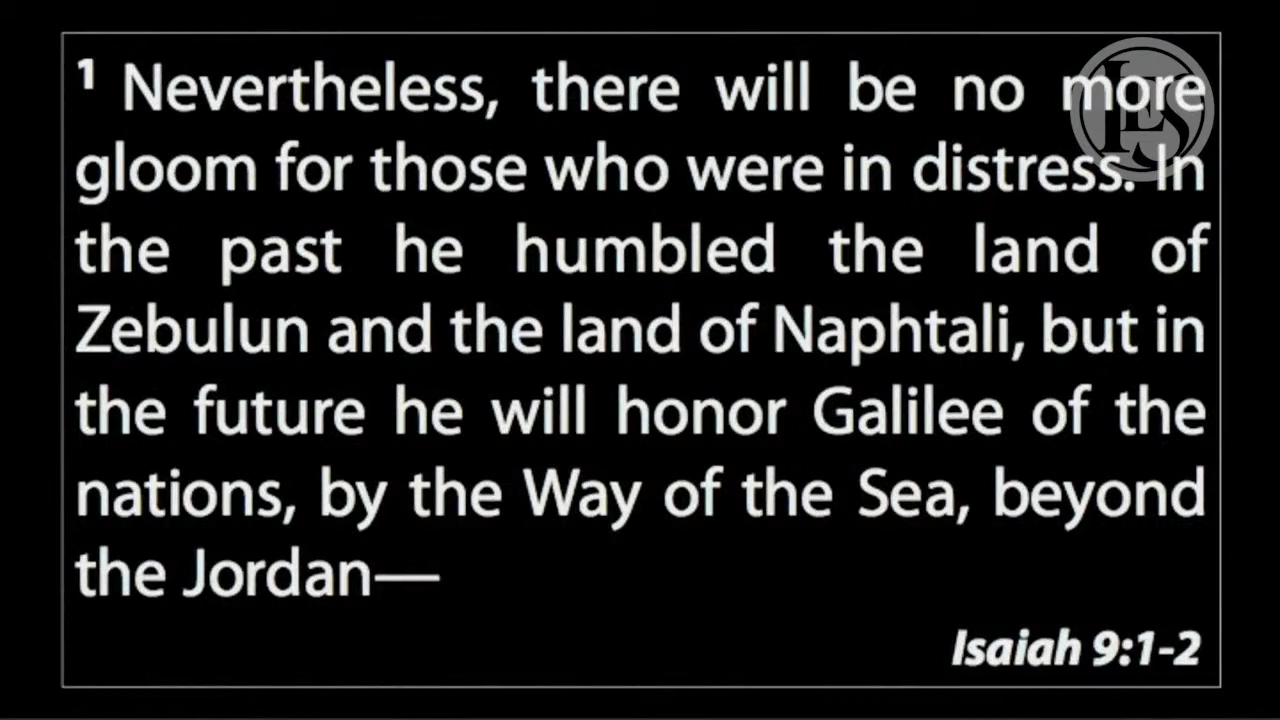 1 Nevertheless, there will be no more
gloom for those who were in distress. In
the past he humbled the land of
Zebulun and the land of Naphtali, but in
the future he will honor Galilee of the
nations, by the Way of the Sea, beyond
the Jordan—
Isaiah 9:1-2